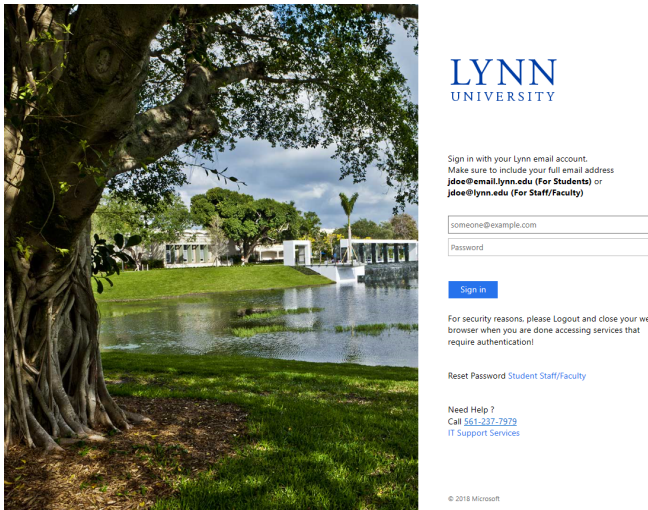 LYNN
UNIVERSITY
Sign in with your Lynn email account.
Make sure to include your full email address
jdoe@email.lynn.edu (For Students) or
jdoe@lynn.edu (For Staff/Faculty)
someone@example.com
Password
Sign in
For security reasons, please Logout and close your we
browser when you are done accessing services that
require authentication!
Reset Password Student Staff/Faculty
Need Help ?
Call 561-237-7979
IT Support Services
© 2018 Microsoft